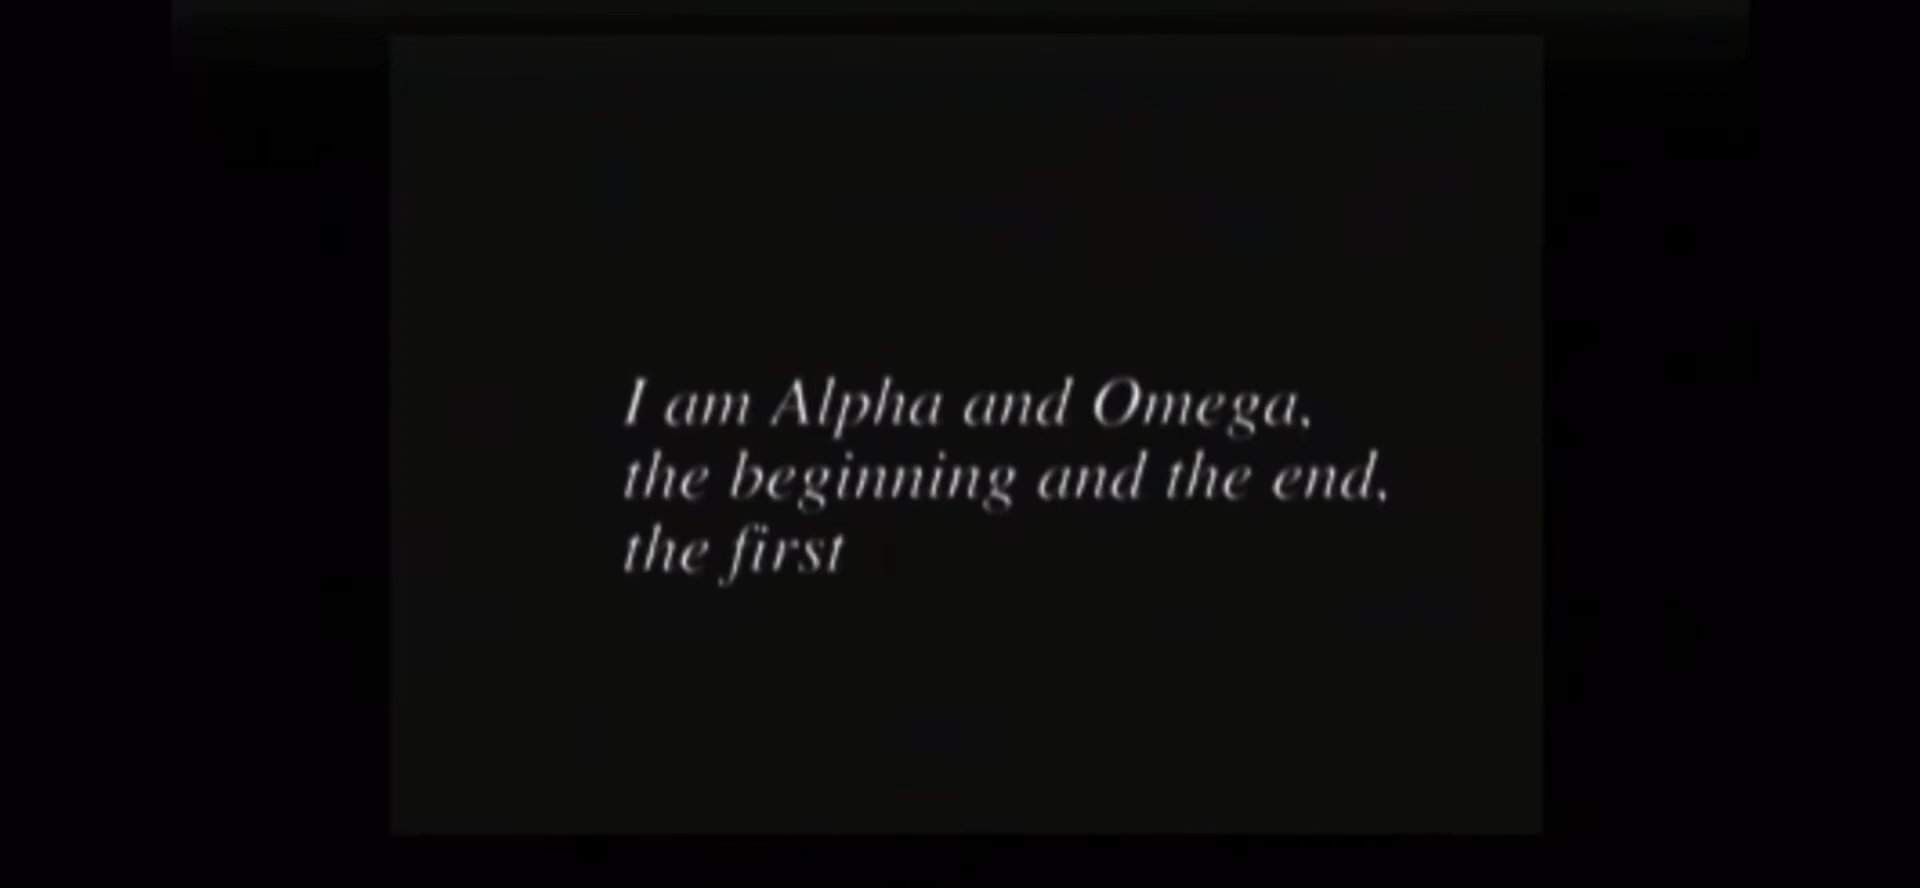 I am Alpha and Omega,
the beginning and the end,
the first